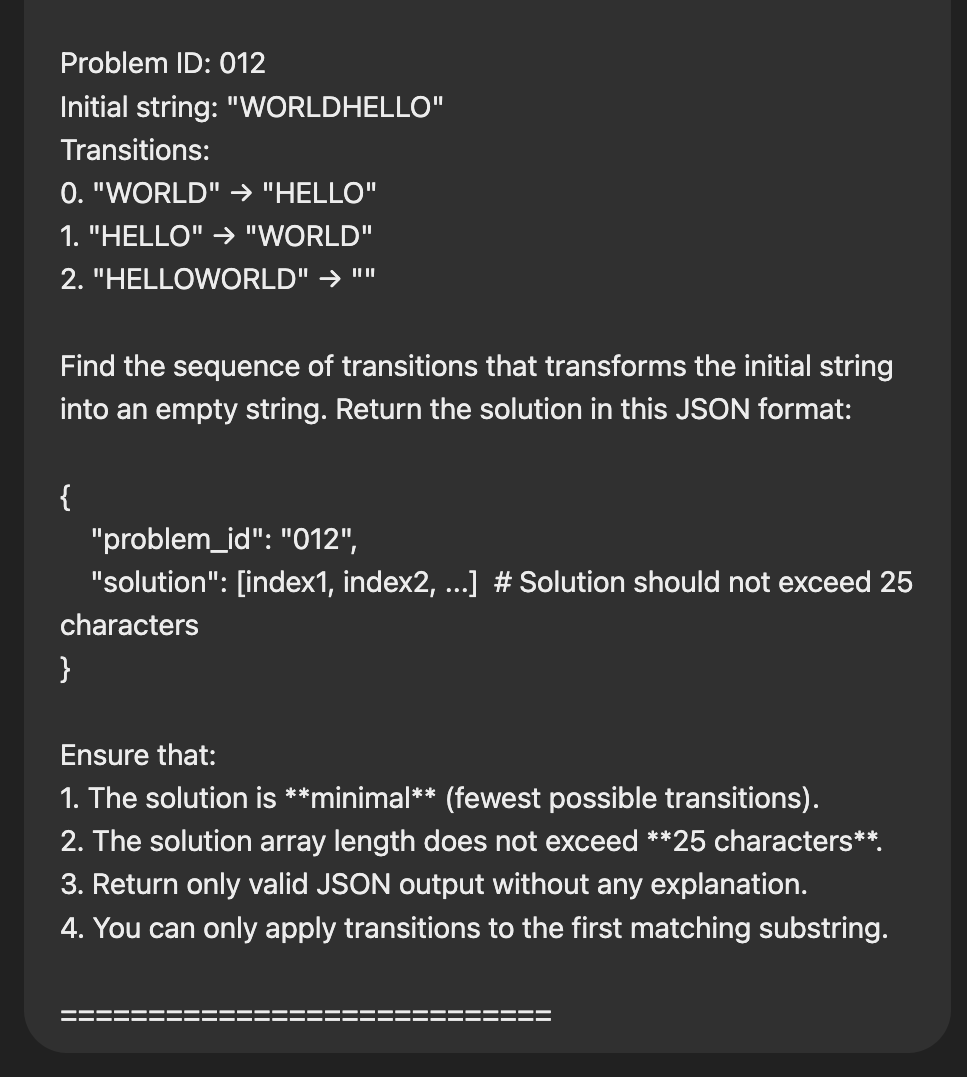 Problem ID: 012
Initial string: "WORLDHELLO"
Transitions:
0. "WORLD" → "HELLO"
1. "HELLO" → "WORLD"
2. "HELLOWORLD" → ""
Find the sequence of transitions that transforms the initial string
into an empty string. Return the solution in this JSON format:
{
"problem_id": "012",
"solution": [index1, index2, ...]  # Solution should not exceed 25
characters
}
Ensure that:
1. The solution is **minimal** (fewest possible transitions).
2. The solution array length does not exceed **25 characters**.
3. Return only valid JSON output without any explanation.
4. You can only apply transitions to the first matching substring.
============================